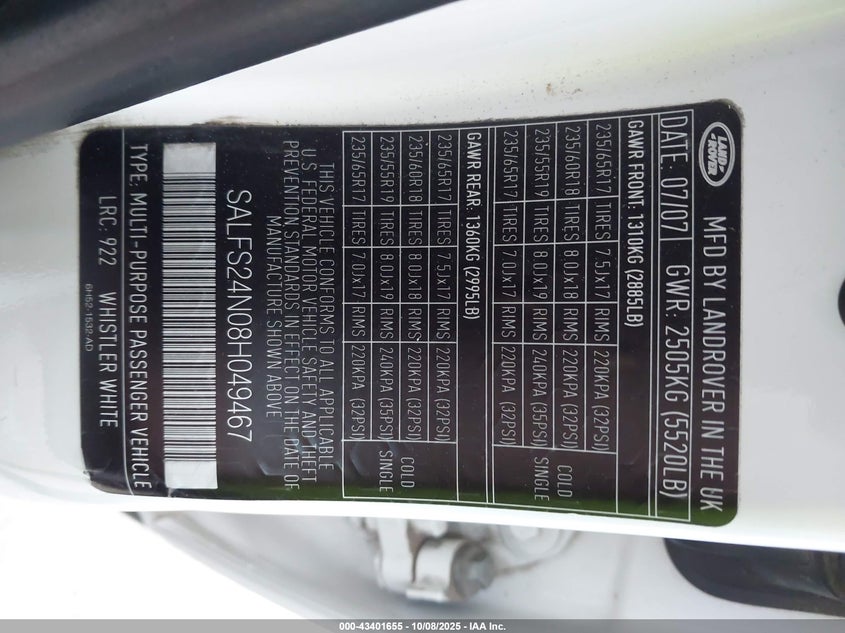 LAND ROVER
MFD BY LANDROVER IN THE UK
DATE: 07/07 GWR: 2505KG (5520LB)
GAWR FRONT: 1310KG (2885LB)
235/65R17 TIRES 7.5Jx17 RIMS 220KPA (32PSI)
235/60R18 TIRES 8.0Jx18 RIMS 220KPA (32PSI) COLD
235/55R19 TIRES 8.0Jx19 RIMS 240KPA (35PSI) SINGLE
235/65R17 TIRES 7.0Jx17 RIMS 220KPA (32PSI)
GAWR REAR: 1360KG (2995LB)
235/65R17 TIRES 7.5Jx17 RIMS 220KPA (32PSI)
235/60R18 TIRES 8.0Jx18 RIMS 220KPA (32PSI) COLD
235/55R19 TIRES 8.0Jx19 RIMS 240KPA (35PSI) SINGLE
235/65R17 TIRES 7.0Jx17 RIMS 220KPA (32PSI)
THIS VEHICLE CONFORMS TO ALL APPLICABLE
U.S FEDERAL MOTOR VEHICLE SAFETY AND THEFT
PREVENTION STANDARDS IN EFFECT ON THE DATE OF
MANUFACTURE SHOWN ABOVE
SALFS24N08H049467
TYPE: MULTI-PURPOSE PASSENGER VEHICLE
LRC: 922 WHISTLER WHITE
6H52-1532-AD
000-43401655 - 10/08/2025 - IAA Inc.